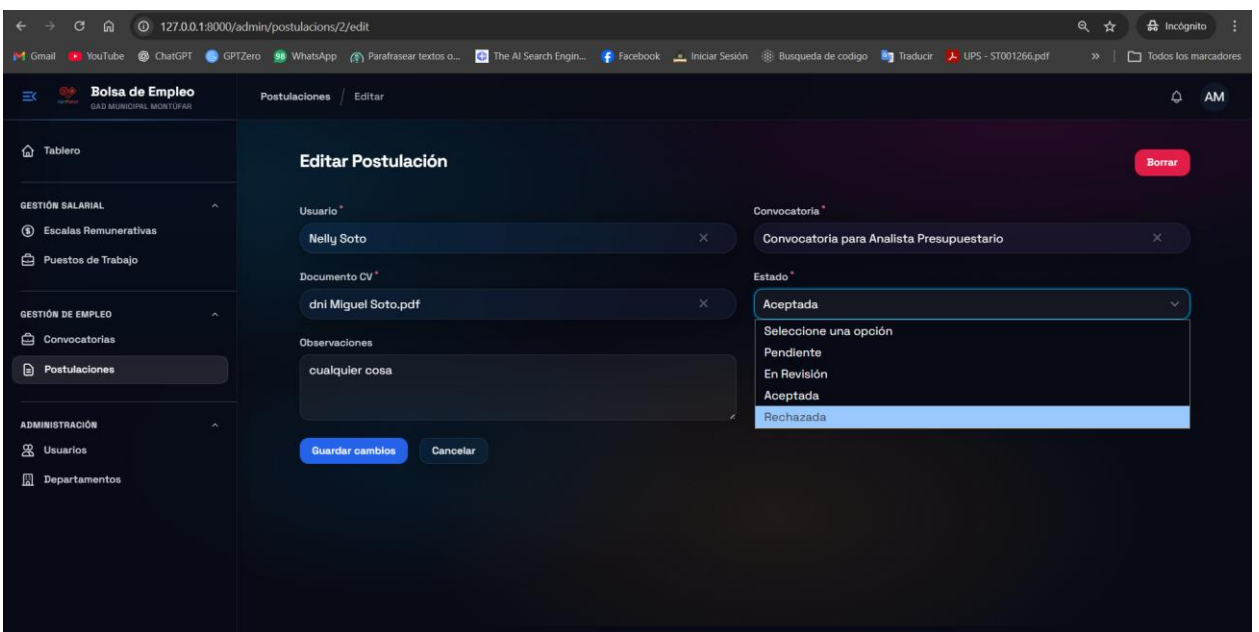 127.0.0.1:8000/admin/postulacions/2/edit
Incógnito
Gmail YouTube ChatGPT GPTZero WhatsApp Parafrasear textos o... The AI Search Engin... Facebook Iniciar Sesión Busqueda de codigo Traducir UPS - ST001266.pdf » Todos los marcadores
Bolsa de Empleo
GAD MUNICIPAL MONTÚFAR
Postulaciones / Editar
AM
Tablero
GESTIÓN SALARIAL
Escalas Remunerativas
Puestos de Trabajo
GESTIÓN DE EMPLEO
Convocatorias
Postulaciones
ADMINISTRACIÓN
Usuarios
Departamentos
Editar Postulación
Borrar
Usuario*
Nelly Soto
Convocatoria*
Convocatoria para Analista Presupuestario
Documento CV*
dni Miguel Soto.pdf
Estado*
Aceptada
Seleccione una opción
Pendiente
En Revisión
Aceptada
Rechazada
Observaciones
cualquier cosa
Guardar cambios
Cancelar